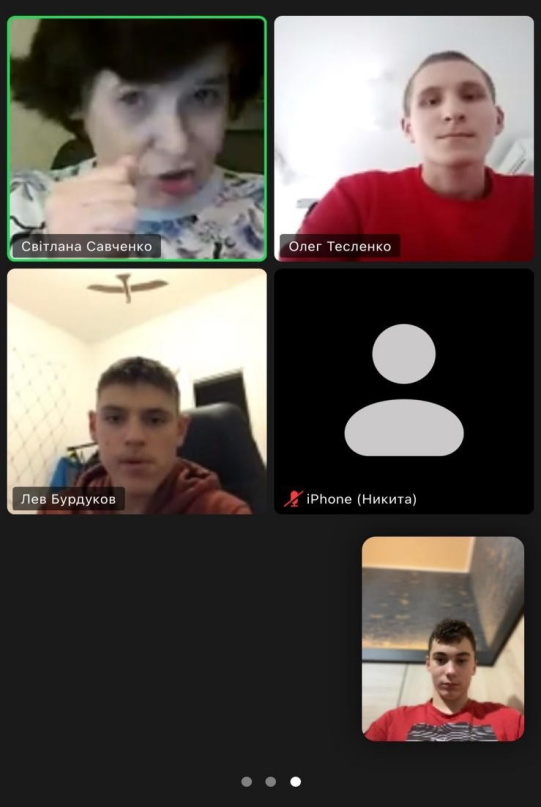 Світлана Савченко
Олег Тесленко
Лев Бурдуков
iPhone (Никита)